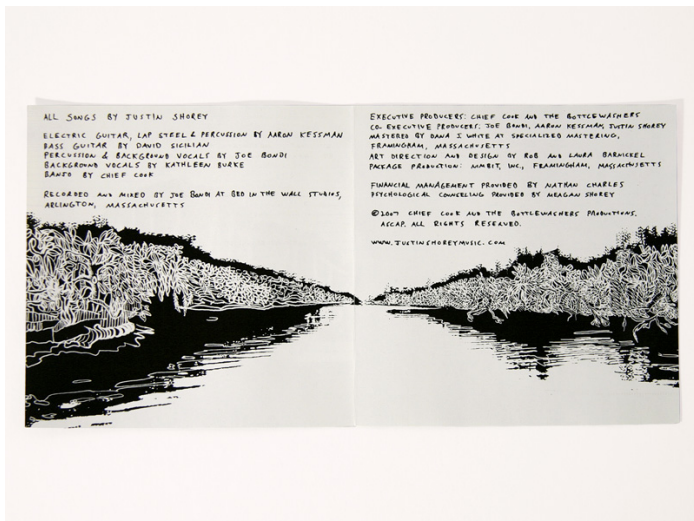 ALL SONGS BY JUSTIN SHOREY
ELECTRIC GUITAR, LAP STEEL & PERCUSSION BY AARON KESSMAN
BASS GUITAR BY DAVID SICILIAN
PERCUSSION & BACKGROUND VOCALS BY JOE BONDI
BACKGROUND VOCALS BY KATHLEEN BURKE
BANJO BY CHIEF COOK
RECORDED AND MIXED BY JOE BONDI AT BED IN THE WALL STUDIOS,
ARLINGTON, MASSACHUSETTS
EXECUTIVE PRODUCERS: CHIEF COOK AND THE BOTTLEWASHERS
CO. EXECUTIVE PRODUCERS: JOE BONDI, AARON KESSMAN, JUSTIN SHOREY
MASTERED BY DANA J WHITE AT SPECIALIZED MASTERING,
FRAMINGHAM, MASSACHUSETTS
ART DIRECTION AND DESIGN BY ROB AND LAURA BARNICKEL
PACKAGE PRODUCTION: NIMBIT, INC., FRAMINGHAM, MASSACHUSETTS
FINANCIAL MANAGEMENT PROVIDED BY NATHAN CHARLES
PSYCHOLOGICAL COUNSELING PROVIDED BY MEAGAN SHOREY
©2007 CHIEF COOK AND THE BOTTLEWASHERS PRODUCTIONS.
ASCAP. ALL RIGHTS RESERVED.
WWW.JUSTINSHOREYMUSIC.COM